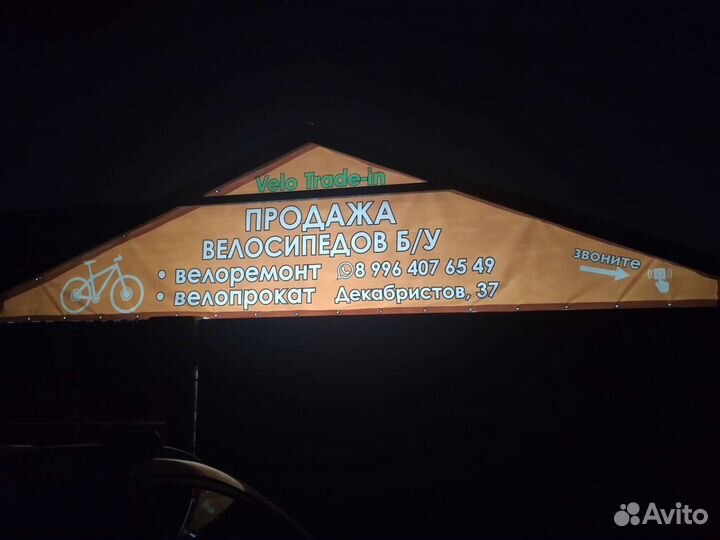 Velo Trade-in
ПРОДАЖА
ВЕЛОСИПЕДОВ Б/У
• велоремонт 8 996 407 65 49
• велопрокат Декабристов, 37
звоните
Avito